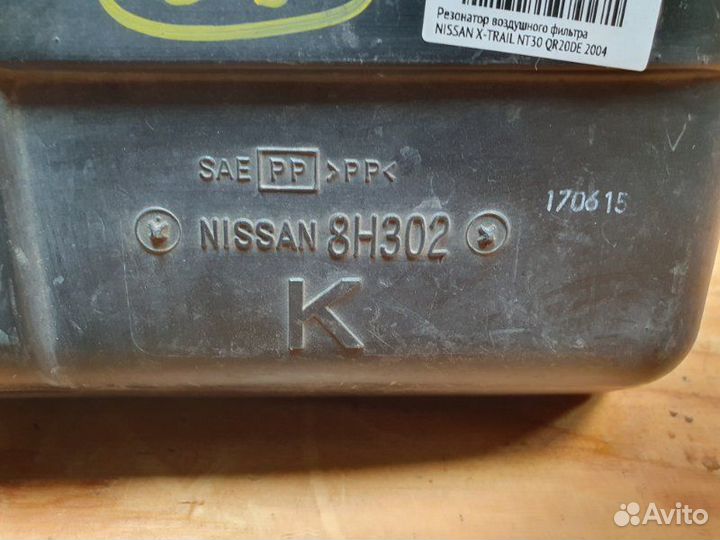 Резонатор воздушного фильтра
NISSAN X-TRAIL NT30 QR20DE 2004
SAE PP >PP<
170615
NISSAN 8H302
K
Avito